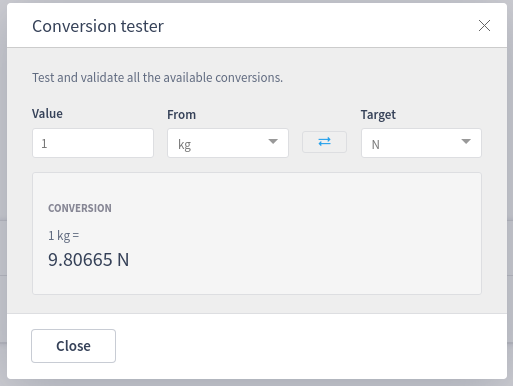 Conversion tester
Test and validate all the available conversions.
Value From Target
1 kg N
CONVERSION
1 kg =
9.80665 N
Close